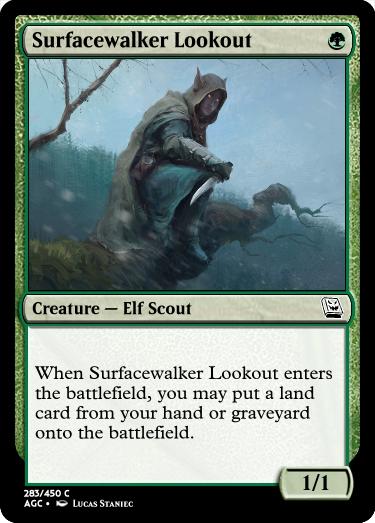 Surfacewalker Lookout
Creature — Elf Scout
When Surfacewalker Lookout enters
the battlefield, you may put a land
card from your hand or graveyard
onto the battlefield.
1/1
283/450 C
AGC • Lucas Staniec